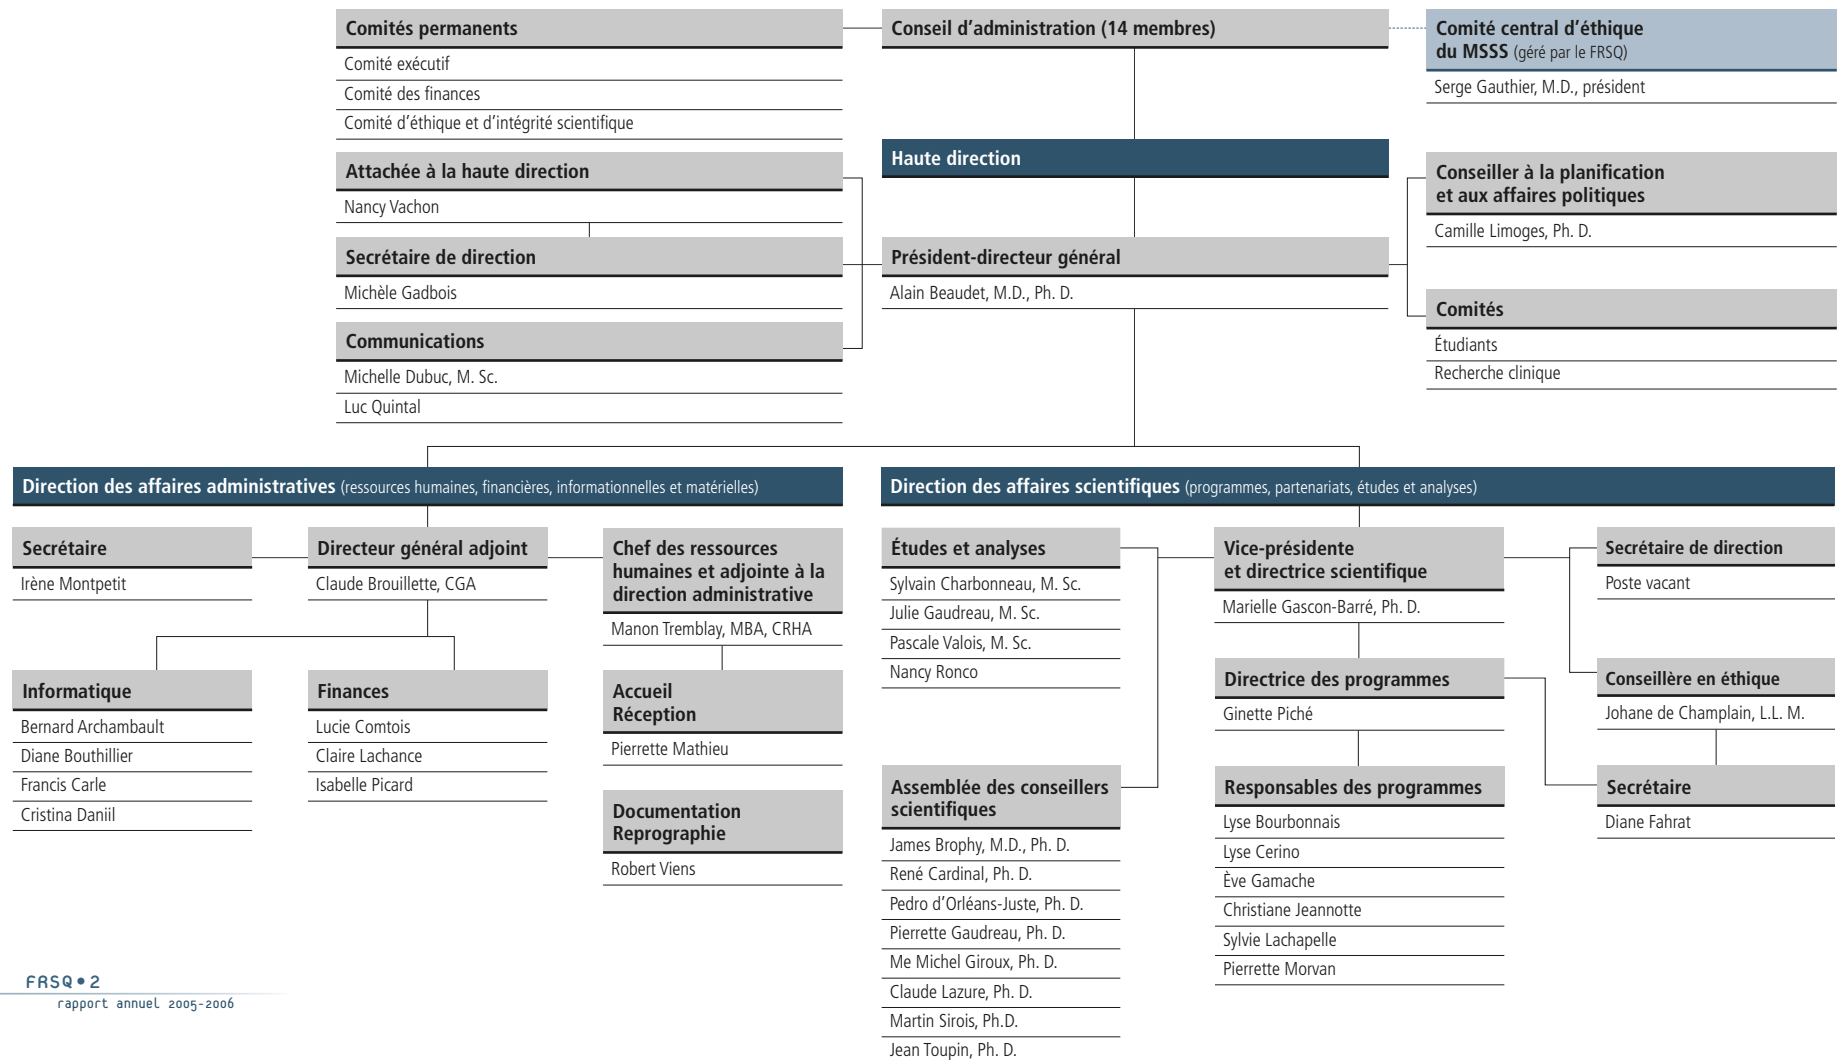 Comités permanents
Comité exécutif
Comité des finances
Comité d'éthique et d'intégrité scientifique
Conseil d'administration (14 membres)
Comité central d'éthique
du MSSS (géré par le FRSQ)
Serge Gauthier, M.D., président
Haute direction
Attachée à la haute direction
Nancy Vachon
Secrétaire de direction
Michèle Gadbois
Communications
Michelle Dubuc, M. Sc.
Luc Quintal
Président-directeur général
Alain Beaudet, M.D., Ph. D.
Conseiller à la planification
et aux affaires politiques
Camille Limoges, Ph. D.
Comités
Étudiants
Recherche clinique
Direction des affaires administratives (ressources humaines, financières, informationnelles et matérielles)
Secrétaire
Irène Montpetit
Directeur général adjoint
Claude Brouillette, CGA
Chef des ressources
humaines et adjointe à la
direction administrative
Manon Tremblay, MBA, CRHA
Informatique
Bernard Archambault
Diane Bouthillier
Francis Carle
Cristina Daniil
Finances
Lucie Comtois
Claire Lachance
Isabelle Picard
Accueil
Réception
Pierrette Mathieu
Documentation
Reprographie
Robert Viens
Direction des affaires scientifiques (programmes, partenariats, études et analyses)
Études et analyses
Sylvain Charbonneau, M. Sc.
Julie Gaudreau, M. Sc.
Pascale Valois, M. Sc.
Nancy Ronco
Assemblée des conseillers
scientifiques
James Brophy, M.D., Ph. D.
René Cardinal, Ph. D.
Pedro d'Orléans-Juste, Ph. D.
Pierrette Gaudreau, Ph. D.
Me Michel Giroux, Ph. D.
Claude Lazure, Ph. D.
Martin Sirois, Ph.D.
Jean Toupin, Ph. D.
Vice-présidente
et directrice scientifique
Marielle Gascon-Barré, Ph. D.
Directrice des programmes
Ginette Piché
Responsables des programmes
Lyse Bourbonnais
Lyse Cerino
Ève Gamache
Christiane Jeannotte
Sylvie Lachapelle
Pierrette Morvan
Secrétaire de direction
Poste vacant
Conseillère en éthique
Johane de Champlain, L.L. M.
Secrétaire
Diane Fahrat
FRSQ • 2
rapport annuel 2005-2006